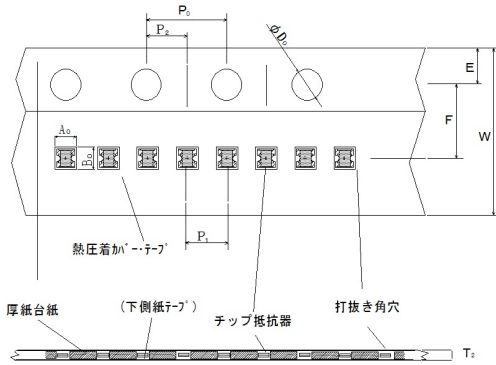 P₀
P₂
φD₀
E
F
W
A₀
B₀
P₁
熱圧着ｶﾊﾞｰ・ﾃｰﾌﾟ
厚紙台紙
(下側紙ﾃｰﾌﾟ)
チップ抵抗器
打抜き角穴
T₂